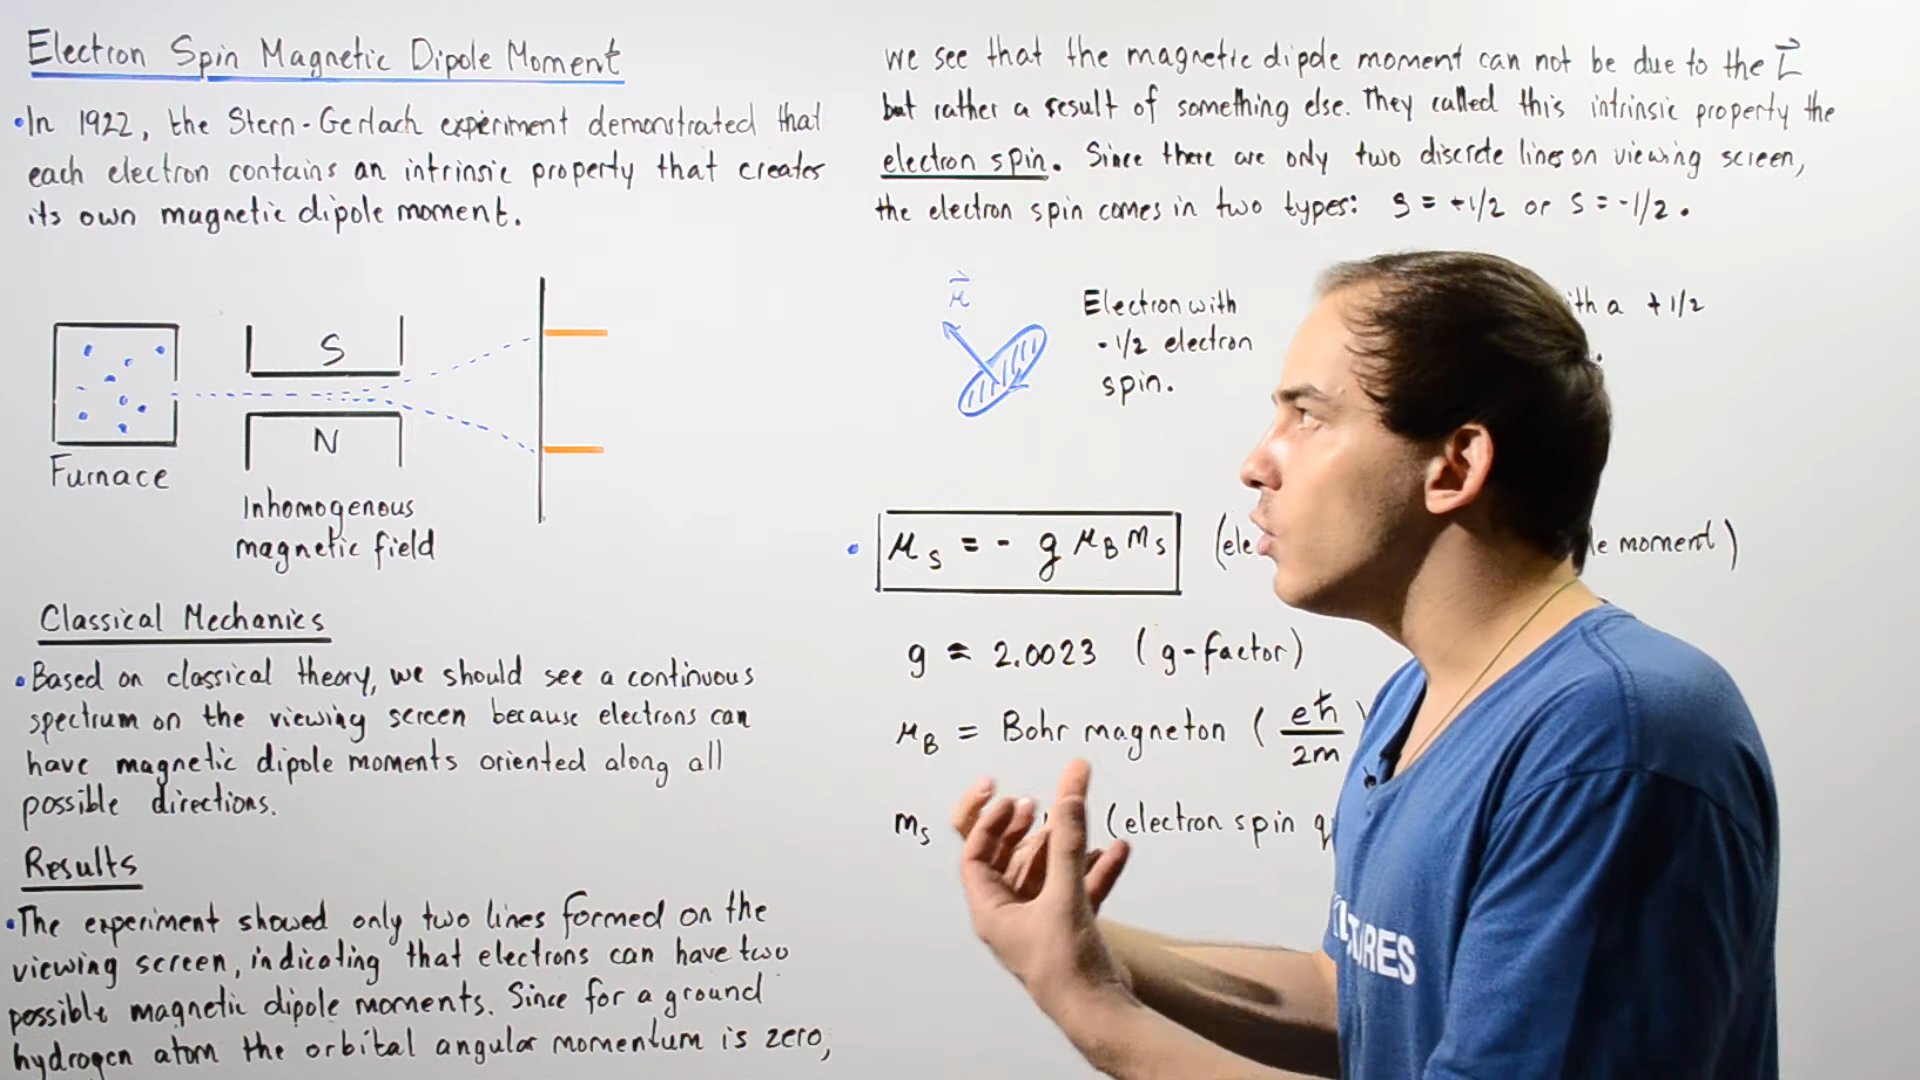 Electron Spin Magnetic Dipole Moment
•In 1922, the Stern-Gerlach experiment demonstrated that
each electron contains an intrinsic property that creates
its own magnetic dipole moment.
S
N
Furnace
Inhomogenous
magnetic field
Classical Mechanics
•Based on classical theory, we should see a continuous
spectrum on the viewing screen because electrons can
have magnetic dipole moments oriented along all
possible directions.
Results
•The experiment showed only two lines formed on the
viewing screen, indicating that electrons can have two
possible magnetic dipole moments. Since for a ground
hydrogen atom the orbital angular momentum is zero,
we see that the magnetic dipole moment can not be due to the L⃗
but rather a result of something else. They called this intrinsic property the
electron spin. Since there are only two discrete lines on viewing screen,
the electron spin comes in two types: s = +1/2 or s = -1/2.
μ⃗
Electron with
-1/2 electron
spin.
a +1/2
• μs = - g μB ms
moment)
g ≈ 2.0023 (g-factor)
μB = Bohr magneton (eħ/2m
ms (electron spin